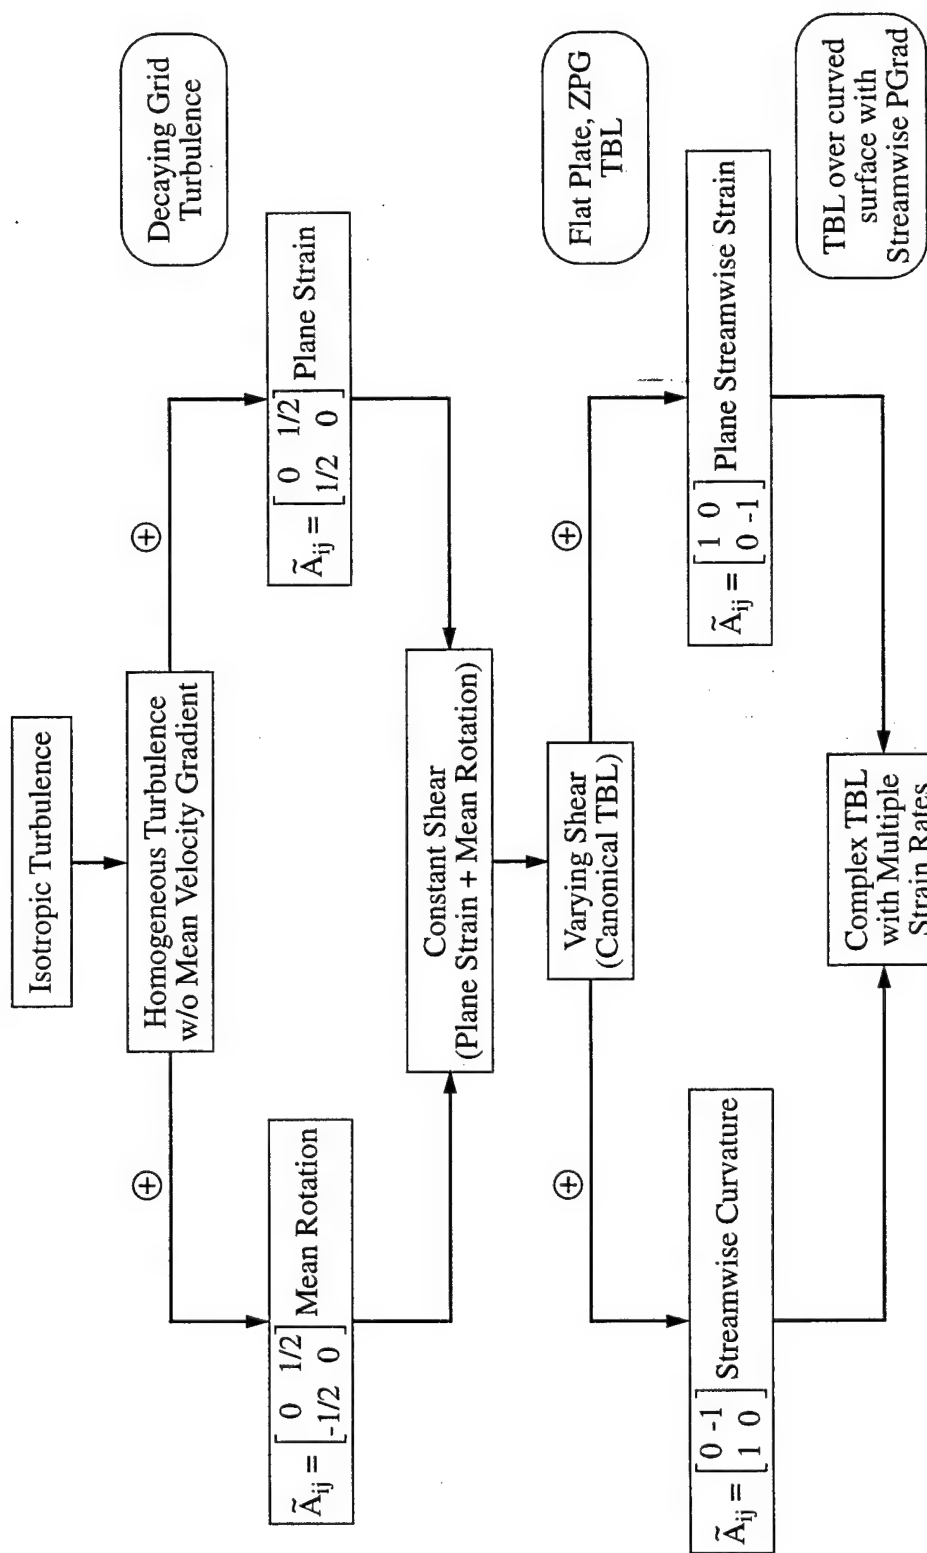 Isotropic Turbulence
Homogeneous Turbulence
w/o Mean Velocity Gradient
Decaying Grid
Turbulence
⊕
⊕
Ã_ij = [0 1/2; -1/2 0] Mean Rotation
Ã_ij = [0 1/2; 1/2 0] Plane Strain
Constant Shear
(Plane Strain + Mean Rotation)
Varying Shear
(Canonical TBL)
Flat Plate, ZPG
TBL
⊕
⊕
Ã_ij = [0 -1; 1 0] Streamwise Curvature
Ã_ij = [1 0; 0 -1] Plane Streamwise Strain
Complex TBL
with Multiple
Strain Rates
TBL over curved
surface with
Streamwise PGrad